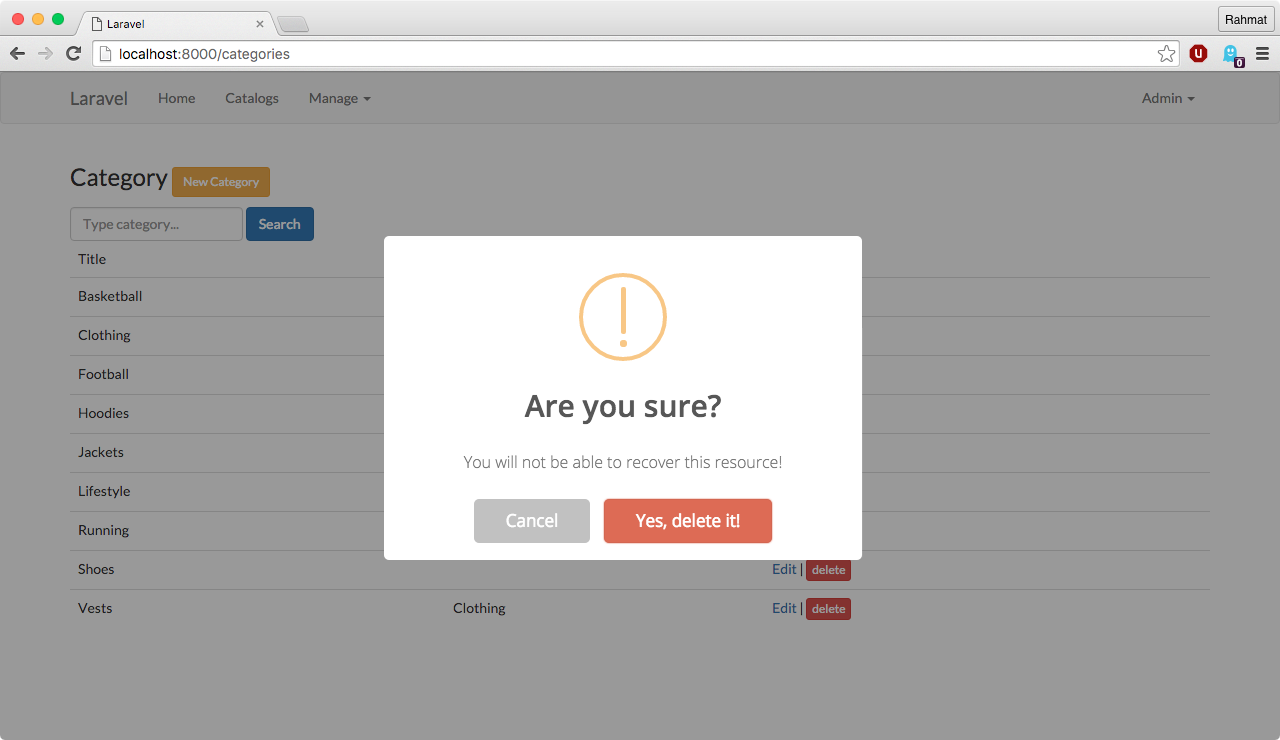 Laravel
Rahmat
localhost:8000/categories
0
Laravel Home Catalogs Manage Admin
Category New Category
Type category... Search
Title
Basketball
Clothing
Football
Hoodies
Jackets
Lifestyle
Running
Are you sure?
You will not be able to recover this resource!
Cancel Yes, delete it!
Shoes Edit | delete
Vests Clothing Edit | delete